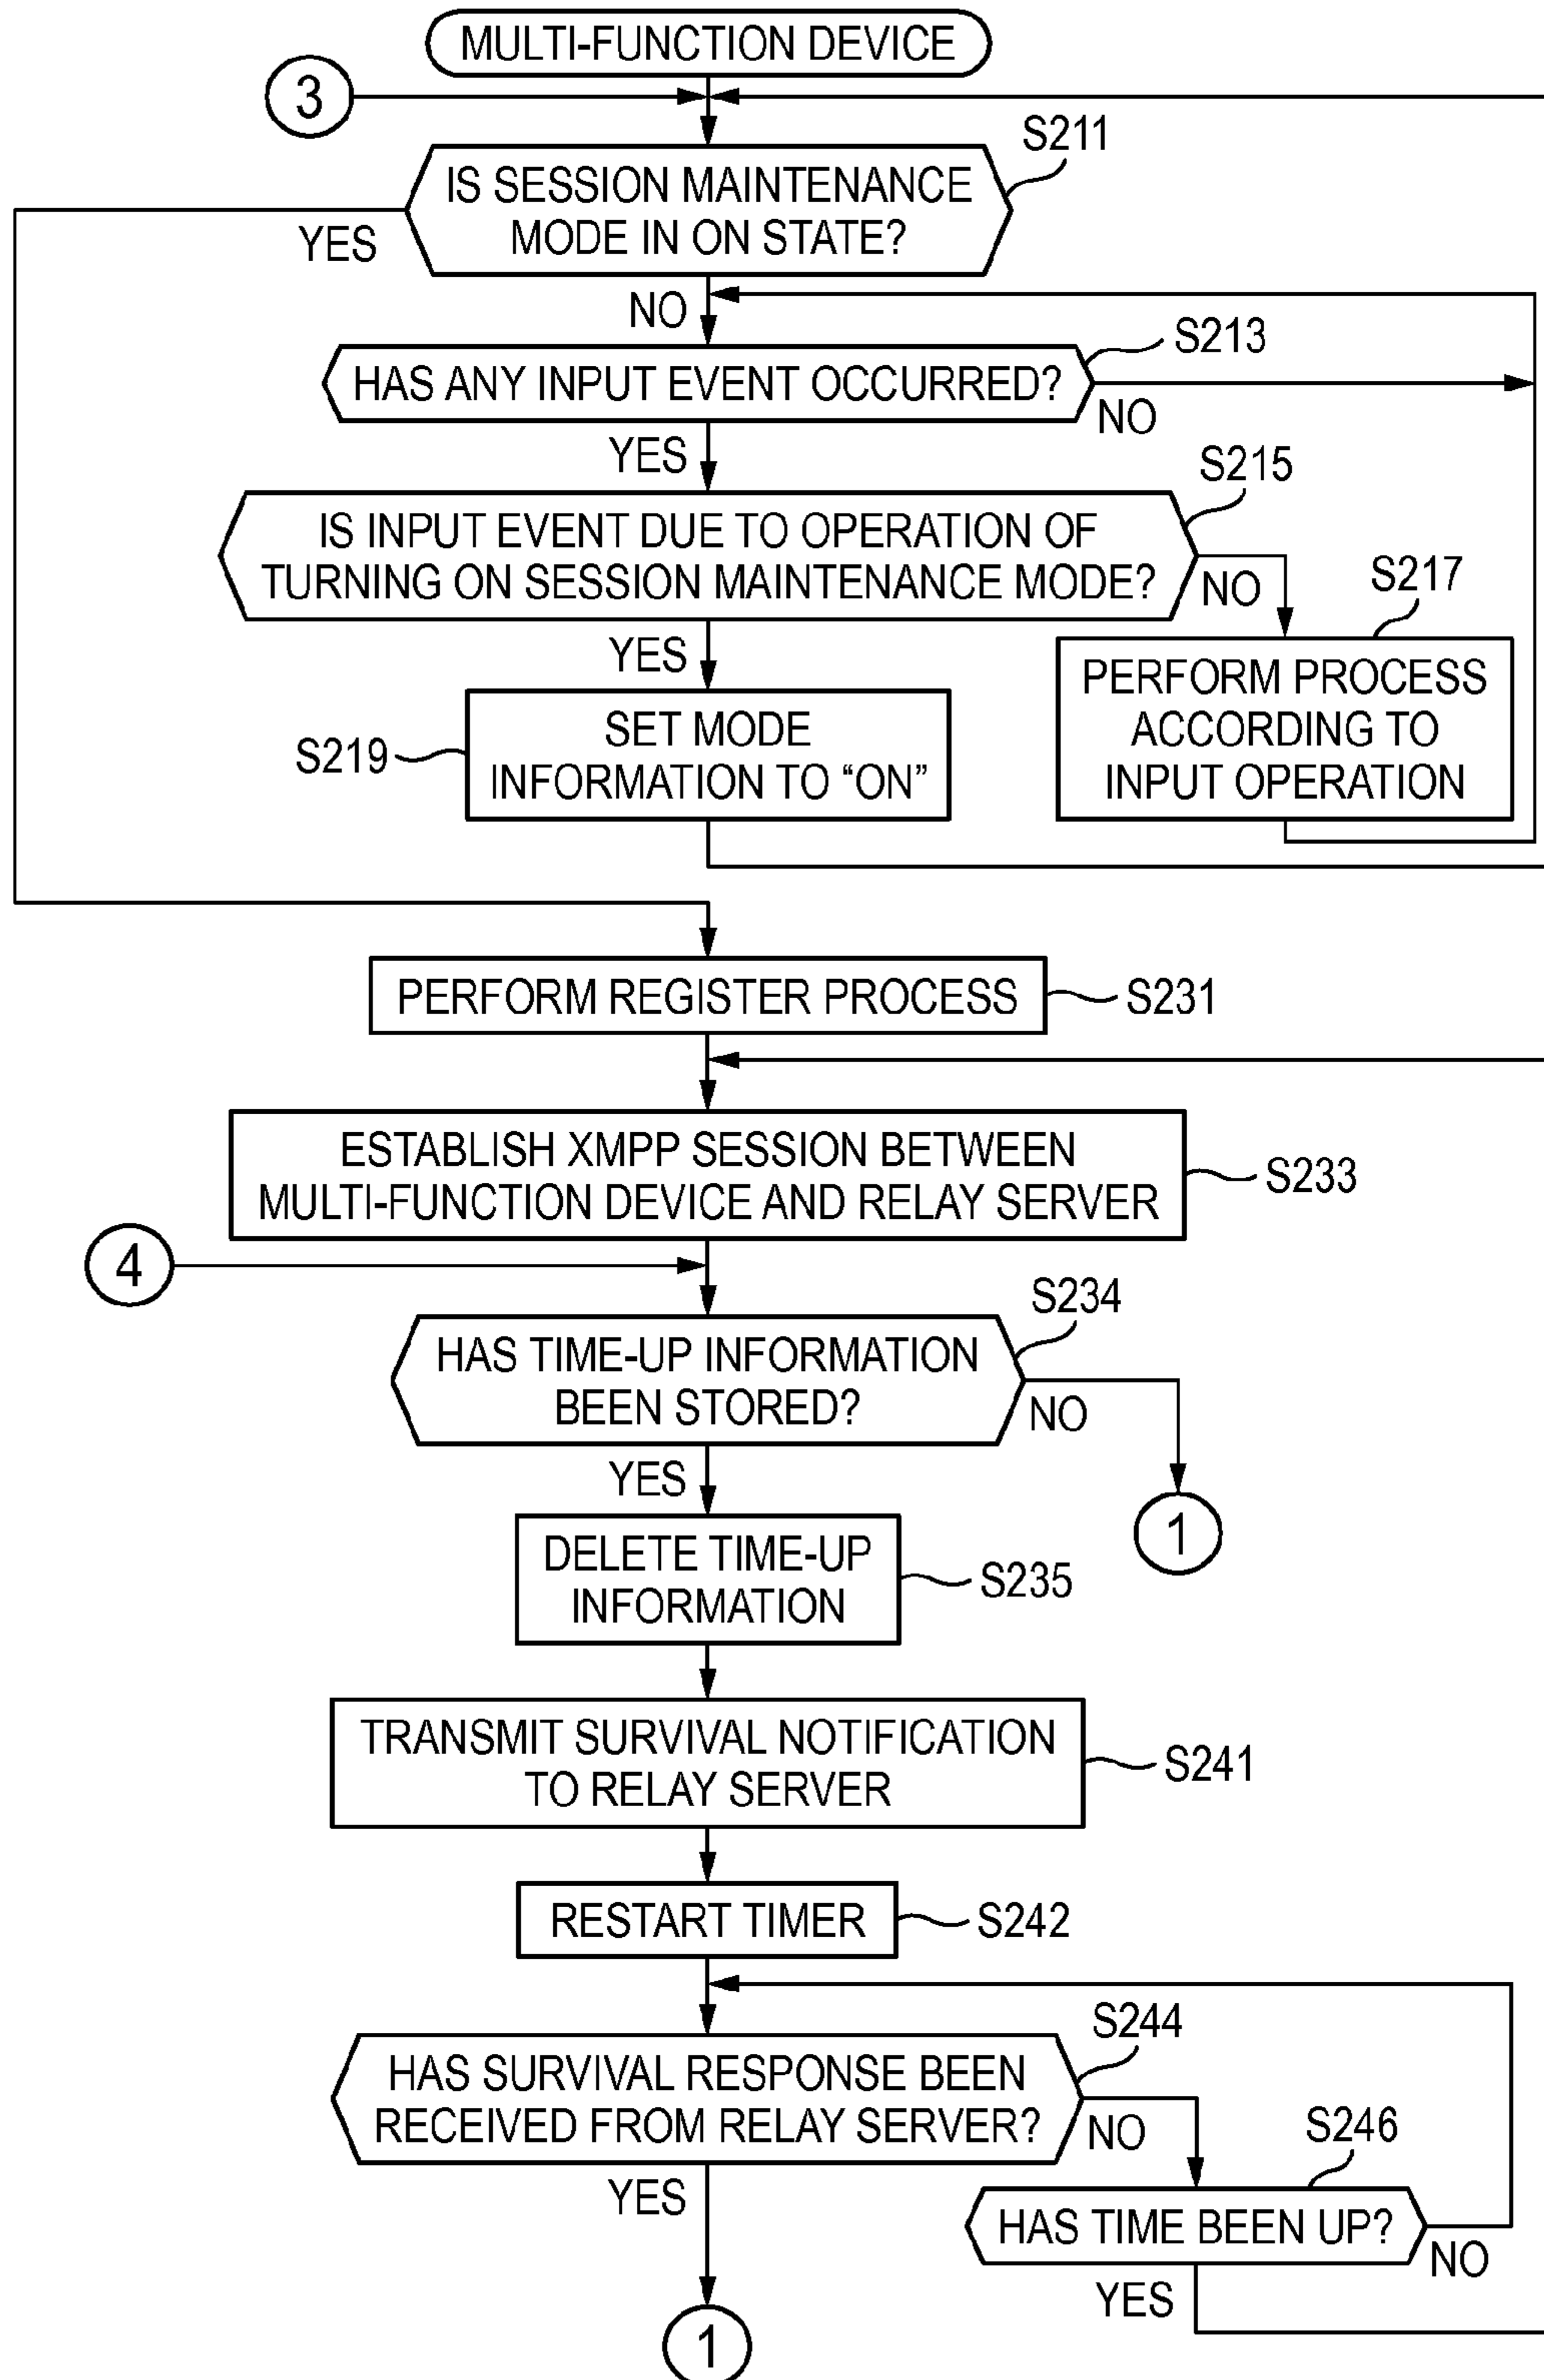 MULTI-FUNCTION DEVICE
3
S211
IS SESSION MAINTENANCE
MODE IN ON STATE?
YES
NO
S213
HAS ANY INPUT EVENT OCCURRED?
NO
YES
S215
IS INPUT EVENT DUE TO OPERATION OF
TURNING ON SESSION MAINTENANCE MODE?
NO
S217
YES
PERFORM PROCESS
ACCORDING TO
INPUT OPERATION
SET MODE
INFORMATION TO “ON”
S219
PERFORM REGISTER PROCESS
S231
ESTABLISH XMPP SESSION BETWEEN
MULTI-FUNCTION DEVICE AND RELAY SERVER
S233
4
S234
HAS TIME-UP INFORMATION
BEEN STORED?
NO
YES
1
DELETE TIME-UP
INFORMATION
S235
TRANSMIT SURVIVAL NOTIFICATION
TO RELAY SERVER
S241
RESTART TIMER
S242
S244
HAS SURVIVAL RESPONSE BEEN
RECEIVED FROM RELAY SERVER?
NO
S246
YES
HAS TIME BEEN UP?
NO
YES
1